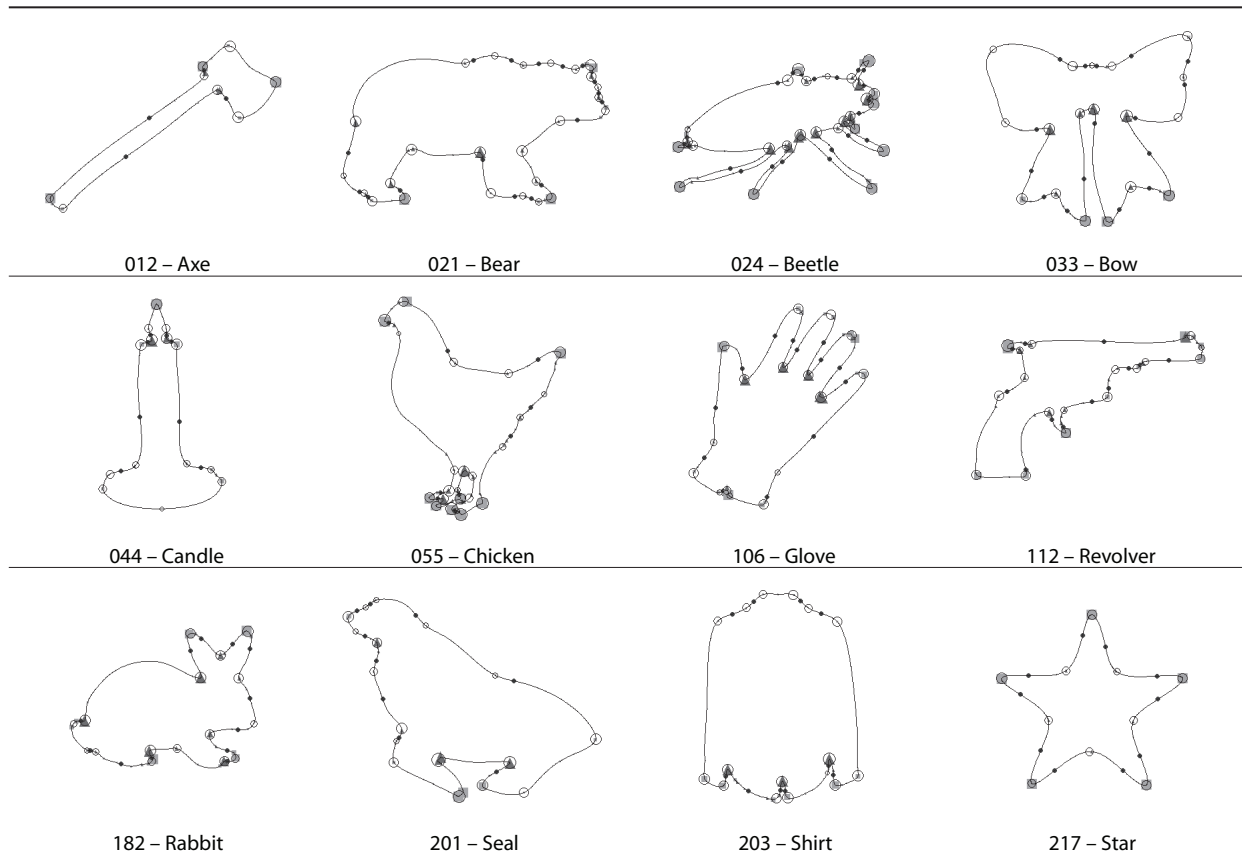 012 – Axe
021 – Bear
024 – Beetle
033 – Bow
044 – Candle
055 – Chicken
106 – Glove
112 – Revolver
182 – Rabbit
201 – Seal
203 – Shirt
217 – Star